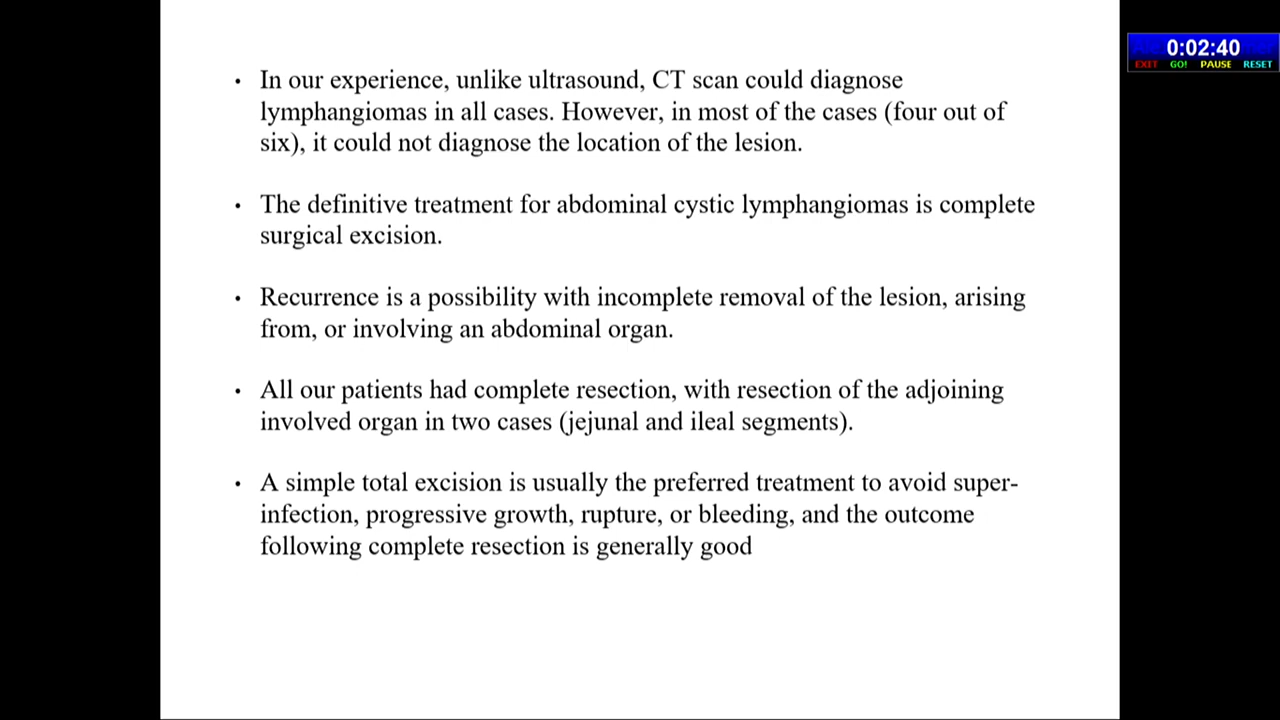 • In our experience, unlike ultrasound, CT scan could diagnose
lymphangiomas in all cases. However, in most of the cases (four out of
six), it could not diagnose the location of the lesion.
• The definitive treatment for abdominal cystic lymphangiomas is complete
surgical excision.
• Recurrence is a possibility with incomplete removal of the lesion, arising
from, or involving an abdominal organ.
• All our patients had complete resection, with resection of the adjoining
involved organ in two cases (jejunal and ileal segments).
• A simple total excision is usually the preferred treatment to avoid super-
infection, progressive growth, rupture, or bleeding, and the outcome
following complete resection is generally good
0:02:40
EXIT GO! PAUSE RESET